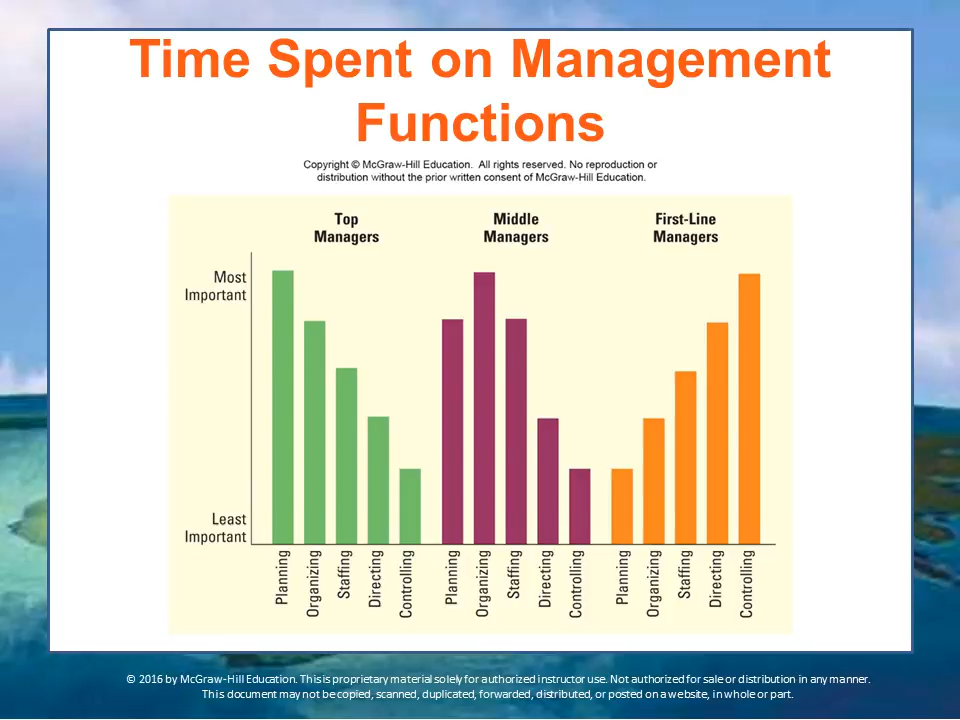 Time Spent on Management
Functions
Copyright © McGraw-Hill Education. All rights reserved. No reproduction or
distribution without the prior written consent of McGraw-Hill Education.
Top
Managers
Middle
Managers
First-Line
Managers
Most
Important
Least
Important
Planning
Organizing
Staffing
Directing
Controlling
Planning
Organizing
Staffing
Directing
Controlling
Planning
Organizing
Staffing
Directing
Controlling
© 2016 by McGraw-Hill Education. This is proprietary material solely for authorized instructor use. Not authorized for sale or distribution in any manner.
This document may not be copied, scanned, duplicated, forwarded, distributed, or posted on a website, in whole or part.